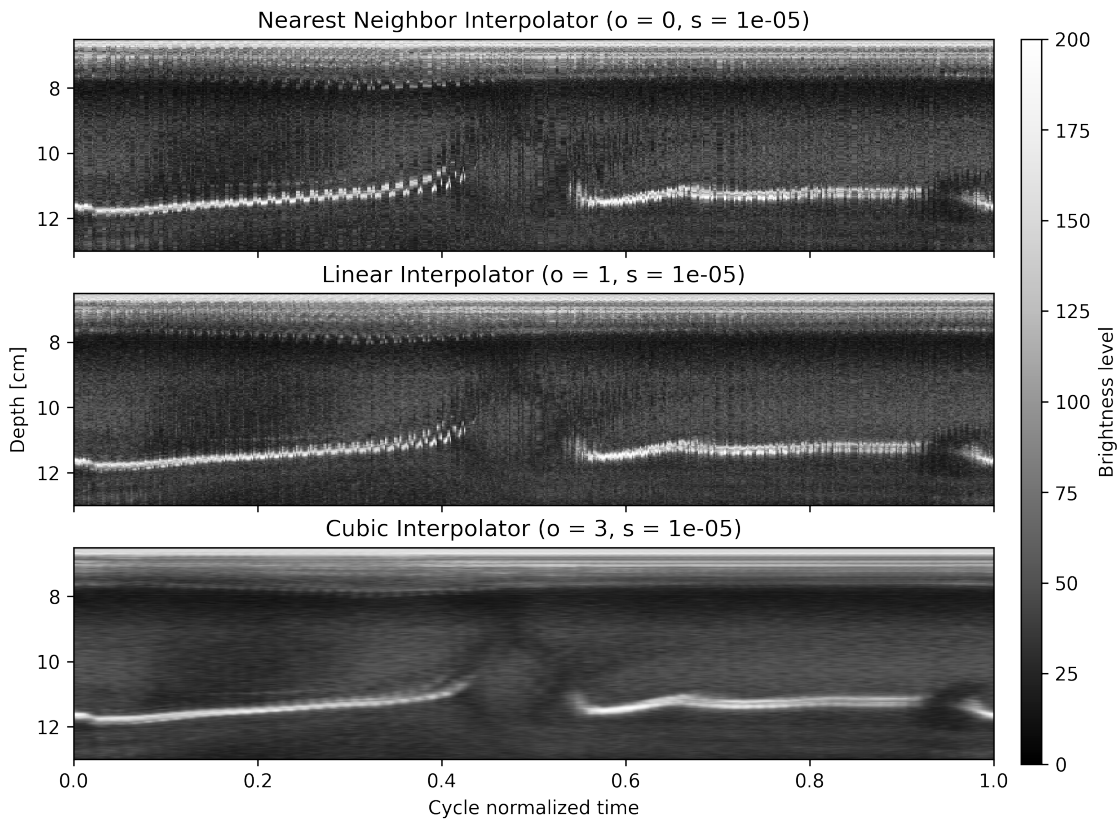 Nearest Neighbor Interpolator (o = 0, s = 1e-05)
8
10
12
Linear Interpolator (o = 1, s = 1e-05)
8
10
12
Depth [cm]
Cubic Interpolator (o = 3, s = 1e-05)
8
10
12
0.0 0.2 0.4 0.6 0.8 1.0
Cycle normalized time
200
175
150
125
100
75
50
25
0
Brightness level